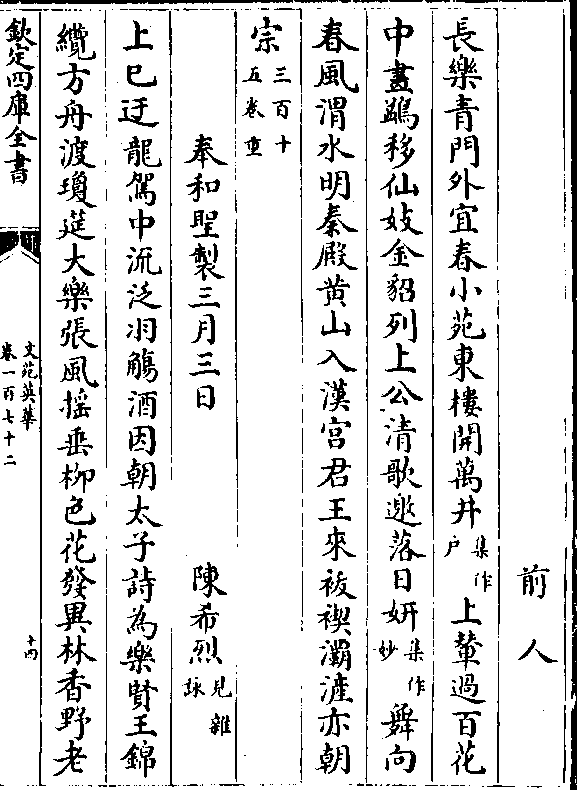 前人
長樂青門外宜春小苑東樓開萬井集作户上輦過百花
中畫鷁移仙妓金貂列上公清歌邀落日妍集作妙舞向
春風渭水明秦殿黄山入漢宫君王來祓禊灞滻亦朝
宗三百十五卷重
奉和聖製三月三日 陳希烈見雜詠
上巳迂龍駕中流泛羽觴酒因朝太子詩為樂賢王錦
纜方舟渡瓊筵大樂張風摇垂柳色花發異林香野老
欽定四庫全書
文苑英華
卷一百七十二
十四